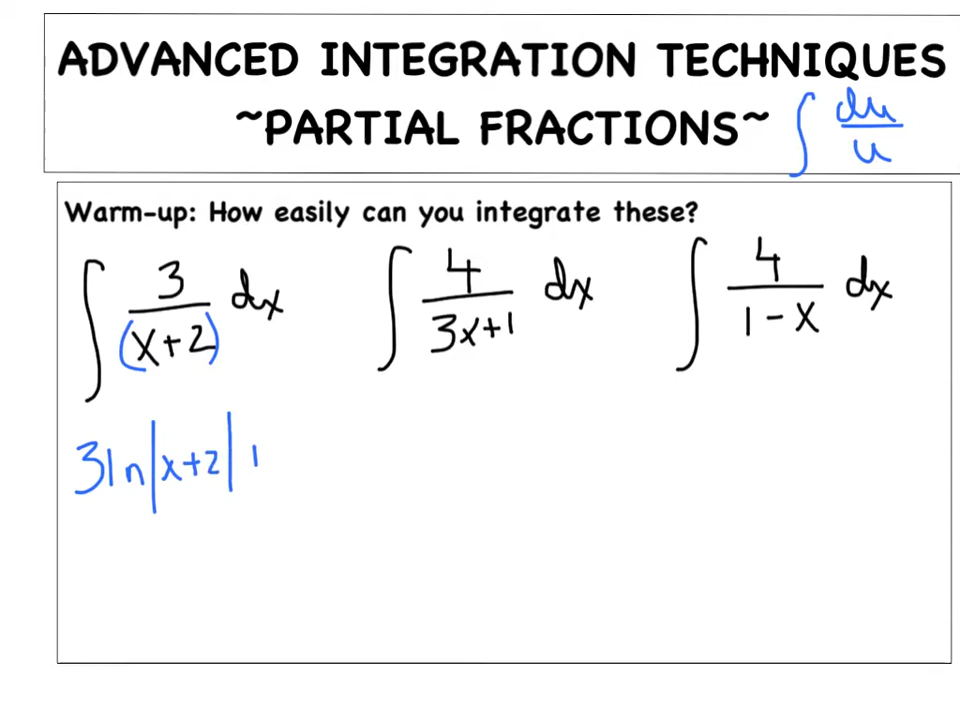 ADVANCED INTEGRATION TECHNIQUES
~PARTIAL FRACTIONS~ ∫ du/u
Warm-up: How easily can you integrate these?
∫ 3/(x+2) dx ∫ 4/3x+1 dx ∫ 4/1-x dx
3ln|x+2| 1